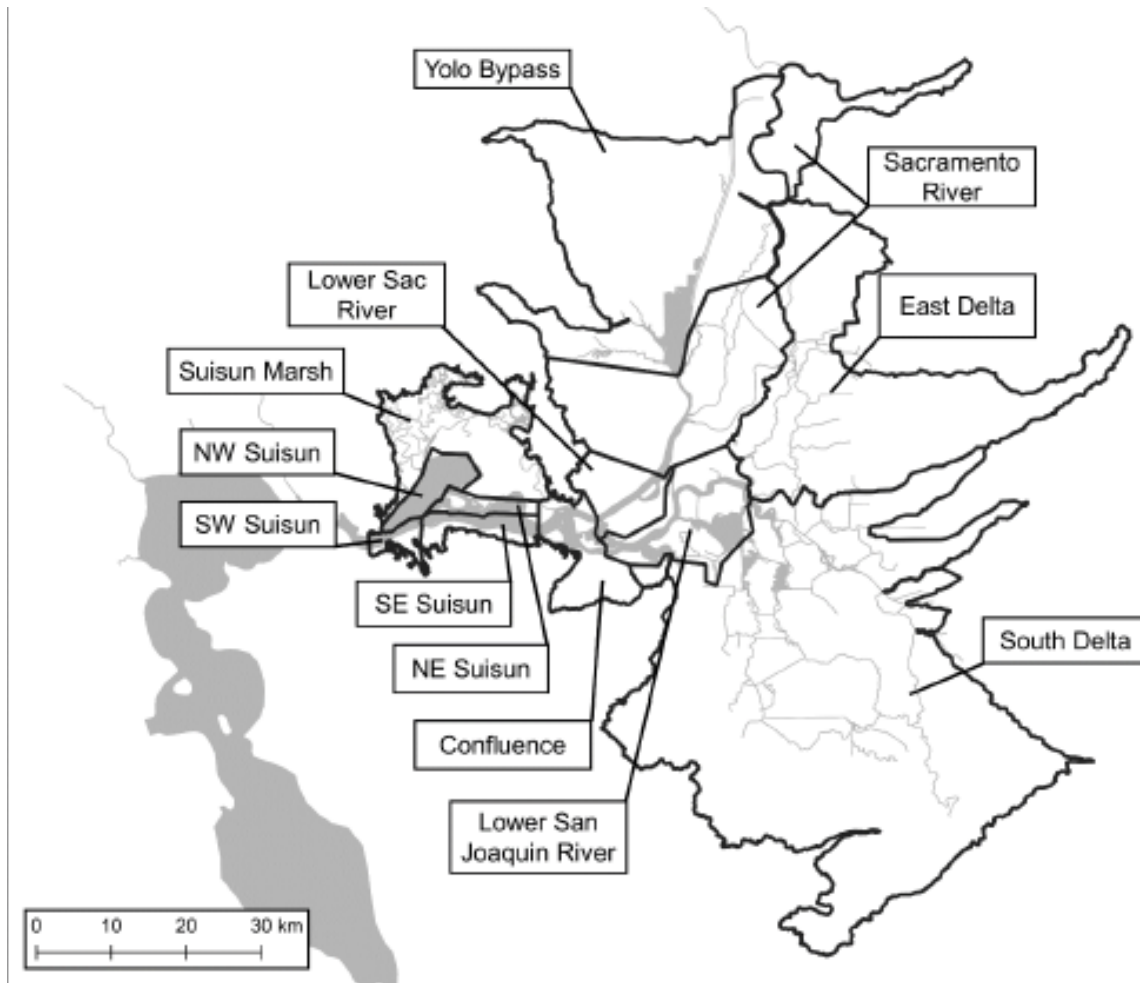 Yolo Bypass
Sacramento
River
Lower Sac
River
East Delta
Suisun Marsh
NW Suisun
SW Suisun
SE Suisun
South Delta
NE Suisun
Confluence
Lower San
Joaquin River
0 10 20 30 km